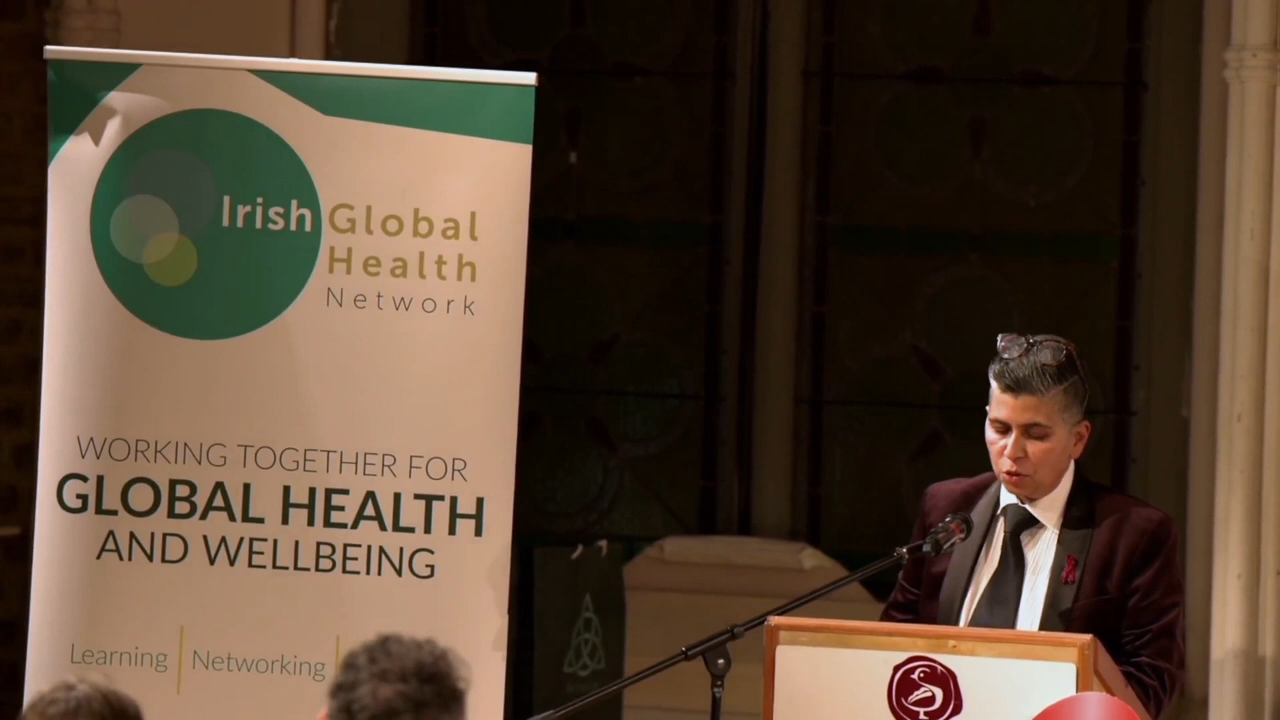 Irish Global
Health
Network
WORKING TOGETHER FOR
GLOBAL HEALTH
AND WELLBEING
Learning | Networking |